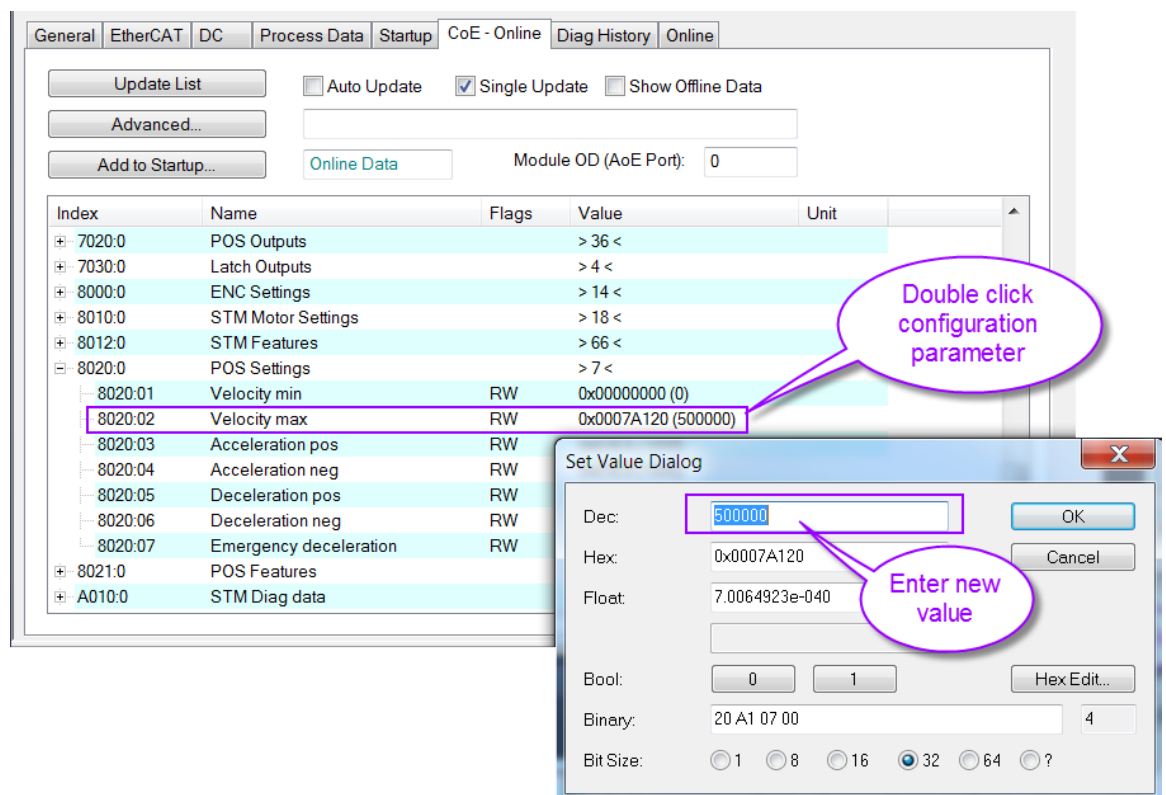 General EtherCAT DC Process Data Startup CoE - Online Diag History Online
Update List Auto Update Single Update Show Offline Data
Advanced...
Add to Startup... Online Data Module OD (AoE Port): 0
Index Name Flags Value Unit
7020:0 POS Outputs > 36 <
7030:0 Latch Outputs > 4 <
8000:0 ENC Settings > 14 <
8010:0 STM Motor Settings > 18 <
8012:0 STM Features > 66 <
8020:0 POS Settings > 7 <
8020:01 Velocity min RW 0x00000000 (0)
8020:02 Velocity max RW 0x0007A120 (500000)
8020:03 Acceleration pos RW
8020:04 Acceleration neg RW
8020:05 Deceleration pos RW
8020:06 Deceleration neg RW
8020:07 Emergency deceleration RW
8021:0 POS Features
A010:0 STM Diag data
Double click
configuration
parameter
Set Value Dialog X
Dec: 500000 OK
Hex: 0x0007A120 Cancel
Float: 7.0064923e-040
Enter new
value
Bool: 0 1 Hex Edit...
Binary: 20 A1 07 00 4
Bit Size: 1 8 16 32 64 ?